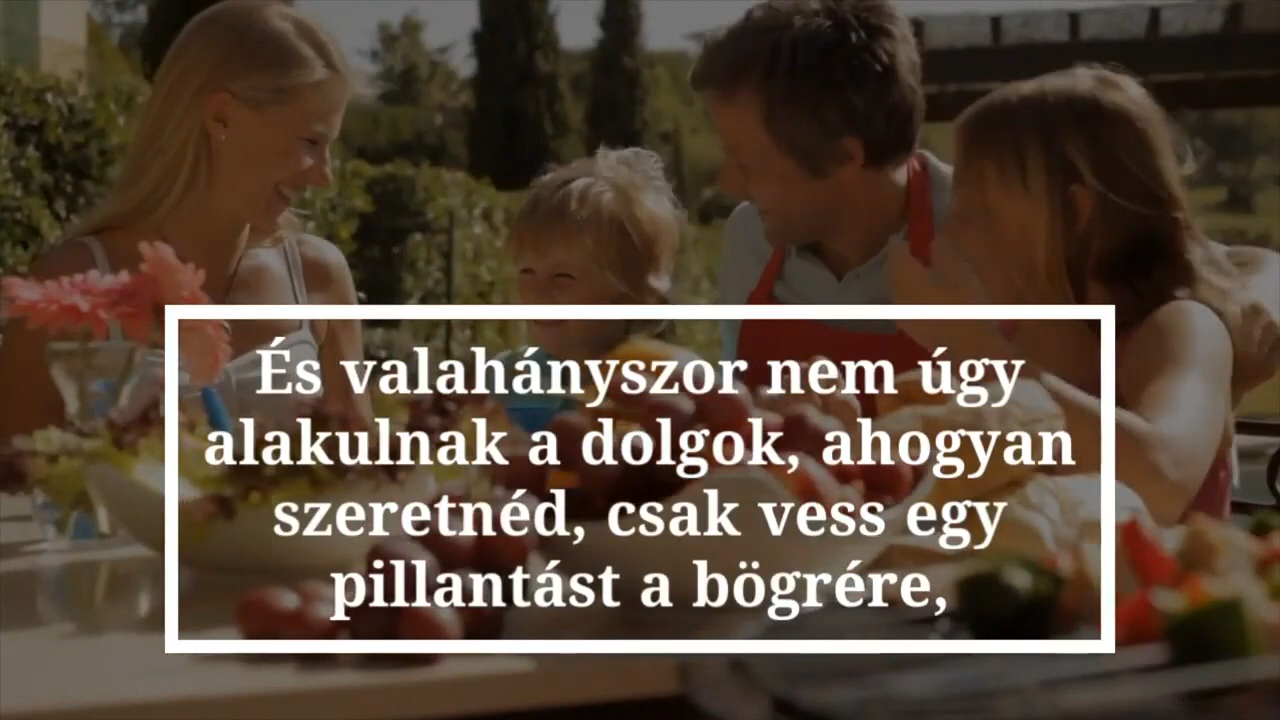 És valahányszor nem úgy
alakulnak a dolgok, ahogyan
szeretnéd, csak vess egy
pillantást a bögrére,